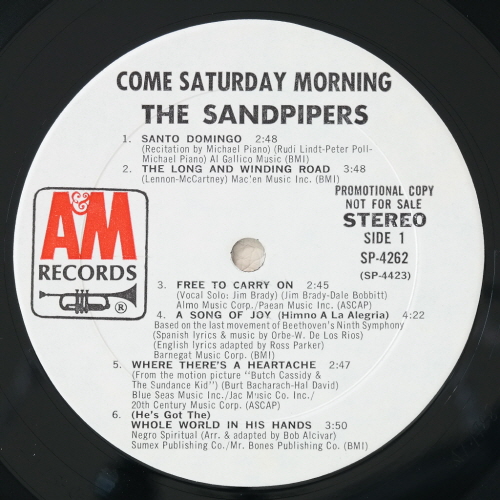 COME SATURDAY MORNING
THE SANDPIPERS
1. SANTO DOMINGO 2:48
(Recitation by Michael Piano) (Rudi Lindt-Peter Poll-
Michael Piano) Al Gallico Music (BMI)
2. THE LONG AND WINDING ROAD 3:48
(Lennon-McCartney) Mac'en Music Inc. (BMI)
PROMOTIONAL COPY
NOT FOR SALE
STEREO
SIDE 1
SP-4262
(SP-4423)
A&M
RECORDS
®
3. FREE TO CARRY ON 2:45
(Vocal Solo: Jim Brady) (Jim Brady-Dale Bobbitt)
Almo Music Corp./Paean Music Inc. (ASCAP)
4. A SONG OF JOY (Himno A La Alegria) 4:22
Based on the last movement of Beethoven's Ninth Symphony
(Spanish lyrics & music by Orbe-W. De Los Rios)
(English lyrics adapted by Ross Parker)
Barnegat Music Corp. (BMI)
5. WHERE THERE'S A HEARTACHE 2:47
(From the motion picture "Butch Cassidy &
The Sundance Kid") (Burt Bacharach-Hal David)
Blue Seas Music Inc./Jac Music Co. Inc./
20th Century Music Corp. (ASCAP)
6. (He's Got The)
WHOLE WORLD IN HIS HANDS 3:50
Negro Spiritual (Arr. & adapted by Bob Alcivar)
Sumex Publishing Co./Mr. Bones Publishing Co. (BMI)